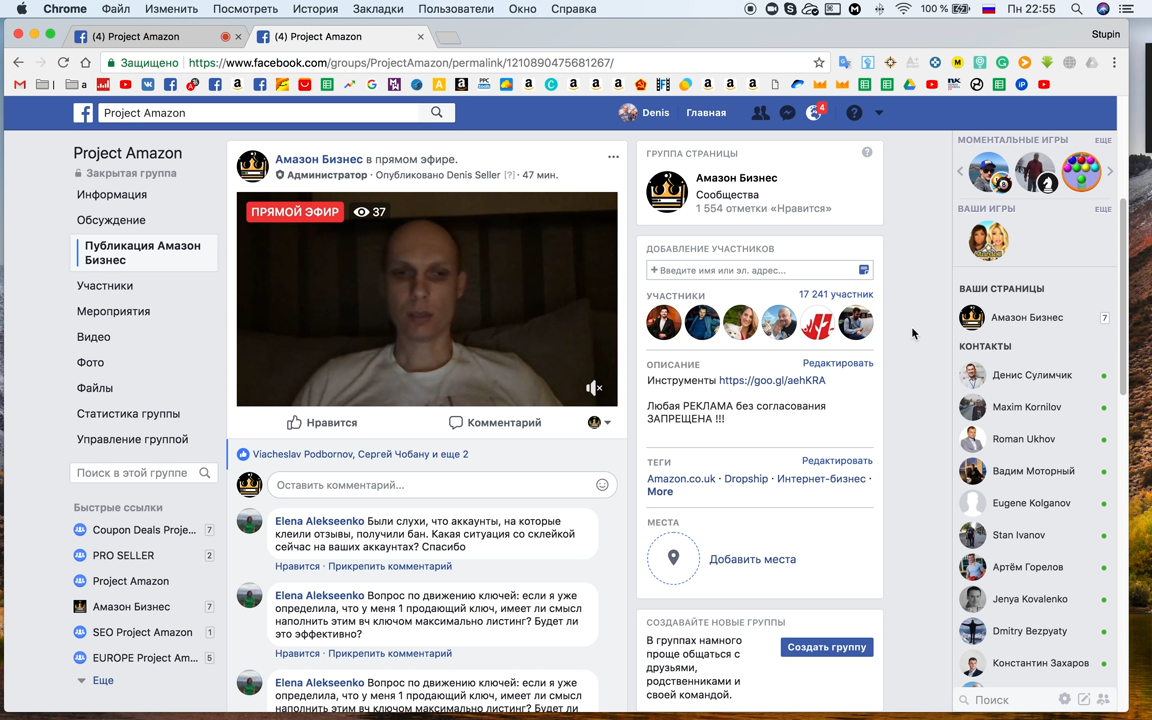 Chrome Файл Изменить Посмотреть История Закладки Пользователи Окно Справка 100 % Пн 22:55
(4) Project Amazon
(4) Project Amazon
Stupin
Защищено https://www.facebook.com/groups/ProjectAmazon/permalink/1210890475681267/
Project Amazon
Denis Главная 4
Project Amazon
Закрытая группа
Информация
Обсуждение
Публикация Амазон
Бизнес
Участники
Мероприятия
Видео
Фото
Файлы
Статистика группы
Управление группой
Поиск в этой группе
Быстрые ссылки
Coupon Deals Proje... 7
PRO SELLER 2
Project Amazon
Амазон Бизнес 7
SEO Project Amazon 1
EUROPE Project Am... 5
Еще
Амазон Бизнес в прямом эфире.
Администратор · Опубликовано Denis Seller [?] · 47 мин.
ПРЯМОЙ ЭФИР 37
Нравится Комментарий
Viacheslav Podbornov, Сергей Чобану и еще 2
Оставить комментарий...
Elena Alekseenko Были слухи, что аккаунты, на которые
клеили отзывы, получили бан. Какая ситуация со склейкой
сейчас на ваших аккаунтах? Спасибо
Нравится · Прикрепить комментарий
Elena Alekseenko Вопрос по движению ключей: если я уже
определила, что у меня 1 продающий ключ, имеет ли смысл
наполнить этим вч ключом максимально листинг? Будет ли
это эффективно?
Нравится · Прикрепить комментарий
Elena Alekseenko Вопрос по движению ключей: если я уже
определила, что у меня 1 продающий ключ, имеет ли смысл
наполнить этим вч ключом максимально листинг? Будет ли
ГРУППА СТРАНИЦЫ
Амазон Бизнес
Сообщества
1 554 отметки «Нравится»
ДОБАВЛЕНИЕ УЧАСТНИКОВ
+ Введите имя или эл. адрес...
УЧАСТНИКИ 17 241 участник
ОПИСАНИЕ Редактировать
Инструменты https://goo.gl/aehKRA
Любая РЕКЛАМА без согласования
ЗАПРЕЩЕНА !!!
ТЕГИ Редактировать
Amazon.co.uk · Dropship · Интернет-бизнес ·
More
МЕСТА
Добавить места
СОЗДАВАЙТЕ НОВЫЕ ГРУППЫ
В группах намного
проще общаться с
друзьями,
родственниками и
своей командой.
Создать группу
МОМЕНТАЛЬНЫЕ ИГРЫ ЕЩЕ
ВАШИ ИГРЫ ЕЩЕ
ВАШИ СТРАНИЦЫ
Амазон Бизнес 7
КОНТАКТЫ
Денис Сулимчик
Maxim Kornilov
Roman Ukhov
Вадим Моторный
Eugene Kolganov
Stan Ivanov
Артём Горелов
Jenya Kovalenko
Dmitry Bezpyaty
Константин Захаров
Поиск